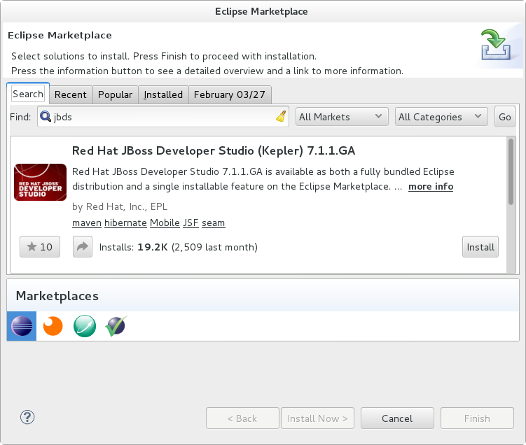 Eclipse Marketplace
Eclipse Marketplace
Select solutions to install. Press Finish to proceed with installation.
Press the information button to see a detailed overview and a link to more information.
Search Recent Popular Installed February 03/27
Find: jbds All Markets All Categories Go
Red Hat JBoss Developer Studio (Kepler) 7.1.1.GA
RED HAT JBOSS
DEVELOPER
STUDIO
Red Hat JBoss Developer Studio 7.1.1.GA is available as both a fully bundled Eclipse
distribution and a single installable feature on the Eclipse Marketplace. ... more info
by Red Hat, Inc., EPL
maven hibernate Mobile JSF seam
10 Installs: 19.2K (2,509 last month) Install
Marketplaces
? < Back Install Now > Cancel Finish